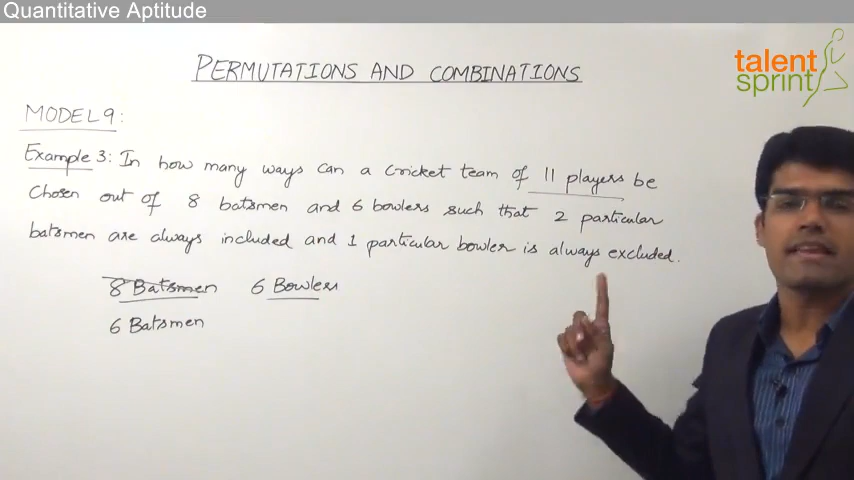 Quantitative Aptitude
talent
sprint
PERMUTATIONS AND COMBINATIONS
MODEL 9:
Example 3: In how many ways can a cricket team of 11 players be
chosen out of 8 batsmen and 6 bowlers such that 2 particular
batsmen are always included and 1 particular bowler is always excluded.
8 Batsmen 6 Bowlers
6 Batsmen